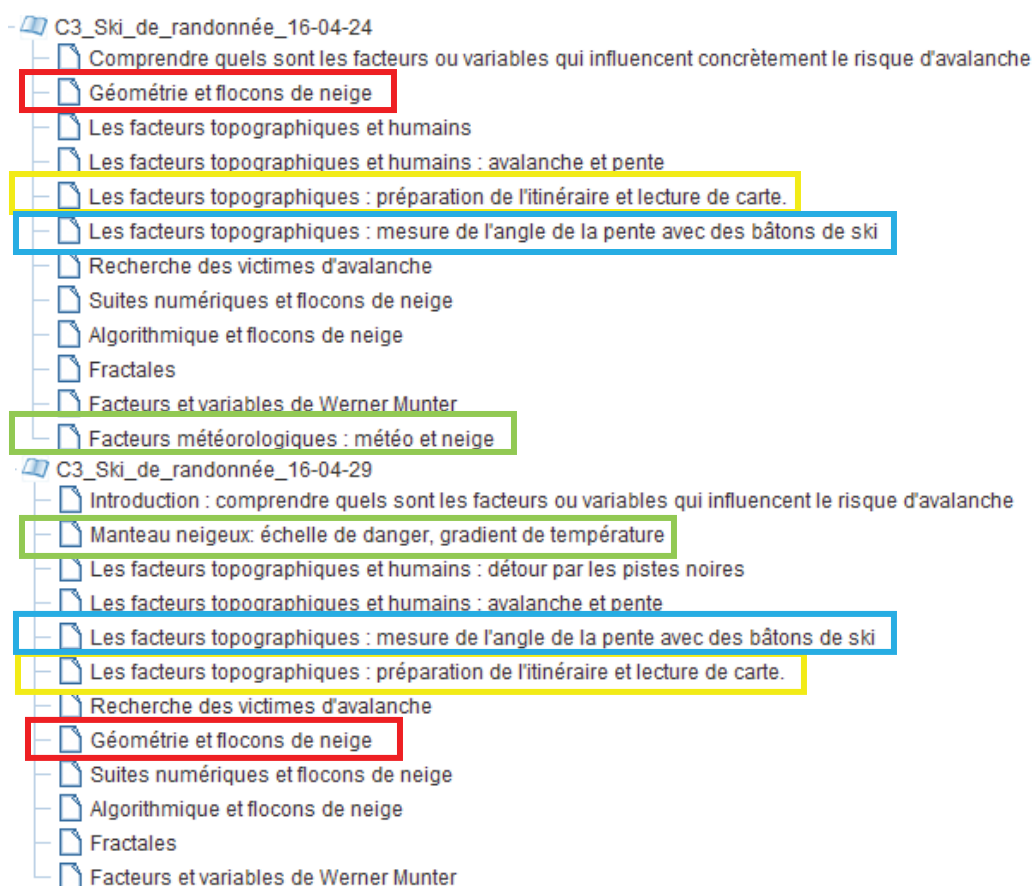 C3_Ski_de_randonnée_16-04-24
Comprendre quels sont les facteurs ou variables qui influencent concrètement le risque d'avalanche
Géométrie et flocons de neige
Les facteurs topographiques et humains
Les facteurs topographiques et humains : avalanche et pente
Les facteurs topographiques : préparation de l'itinéraire et lecture de carte.
Les facteurs topographiques : mesure de l'angle de la pente avec des bâtons de ski
Recherche des victimes d'avalanche
Suites numériques et flocons de neige
Algorithmique et flocons de neige
Fractales
Facteurs et variables de Werner Munter
Facteurs météorologiques : météo et neige
C3_Ski_de_randonnée_16-04-29
Introduction : comprendre quels sont les facteurs ou variables qui influencent le risque d'avalanche
Manteau neigeux: échelle de danger, gradient de température
Les facteurs topographiques et humains : détour par les pistes noires
Les facteurs topographiques et humains : avalanche et pente
Les facteurs topographiques : mesure de l'angle de la pente avec des bâtons de ski
Les facteurs topographiques : préparation de l'itinéraire et lecture de carte.
Recherche des victimes d'avalanche
Géométrie et flocons de neige
Suites numériques et flocons de neige
Algorithmique et flocons de neige
Fractales
Facteurs et variables de Werner Munter